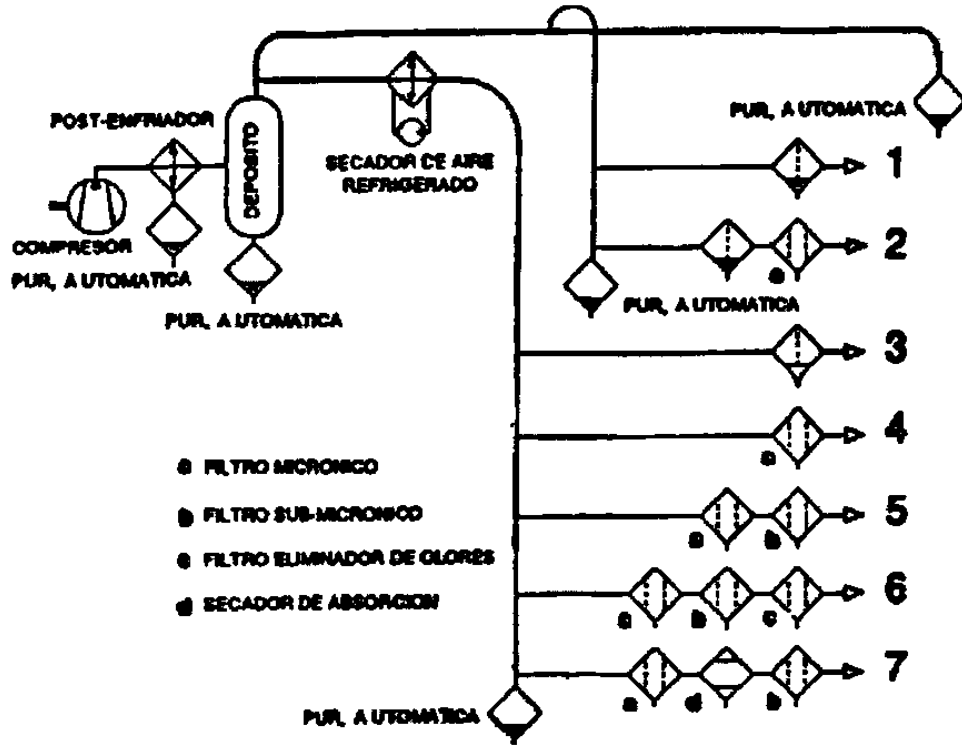 POST-ENFRIADOR
DEPOSITO
SECADOR DE AIRE
REFRIGERADO
PUR, A UTOMATICA
COMPRESOR
PUR, A UTOMATICA
PUR, A UTOMATICA
PUR, A UTOMATICA
1
2
a
3
4
a
5
a
b
6
a
b
c
7
a
d
b
a FILTRO MICRONICO
b FILTRO SUB-MICRONICO
c FILTRO ELIMINADOR DE OLORES
d SECADOR DE ABSORCION
PUR, A UTOMATICA